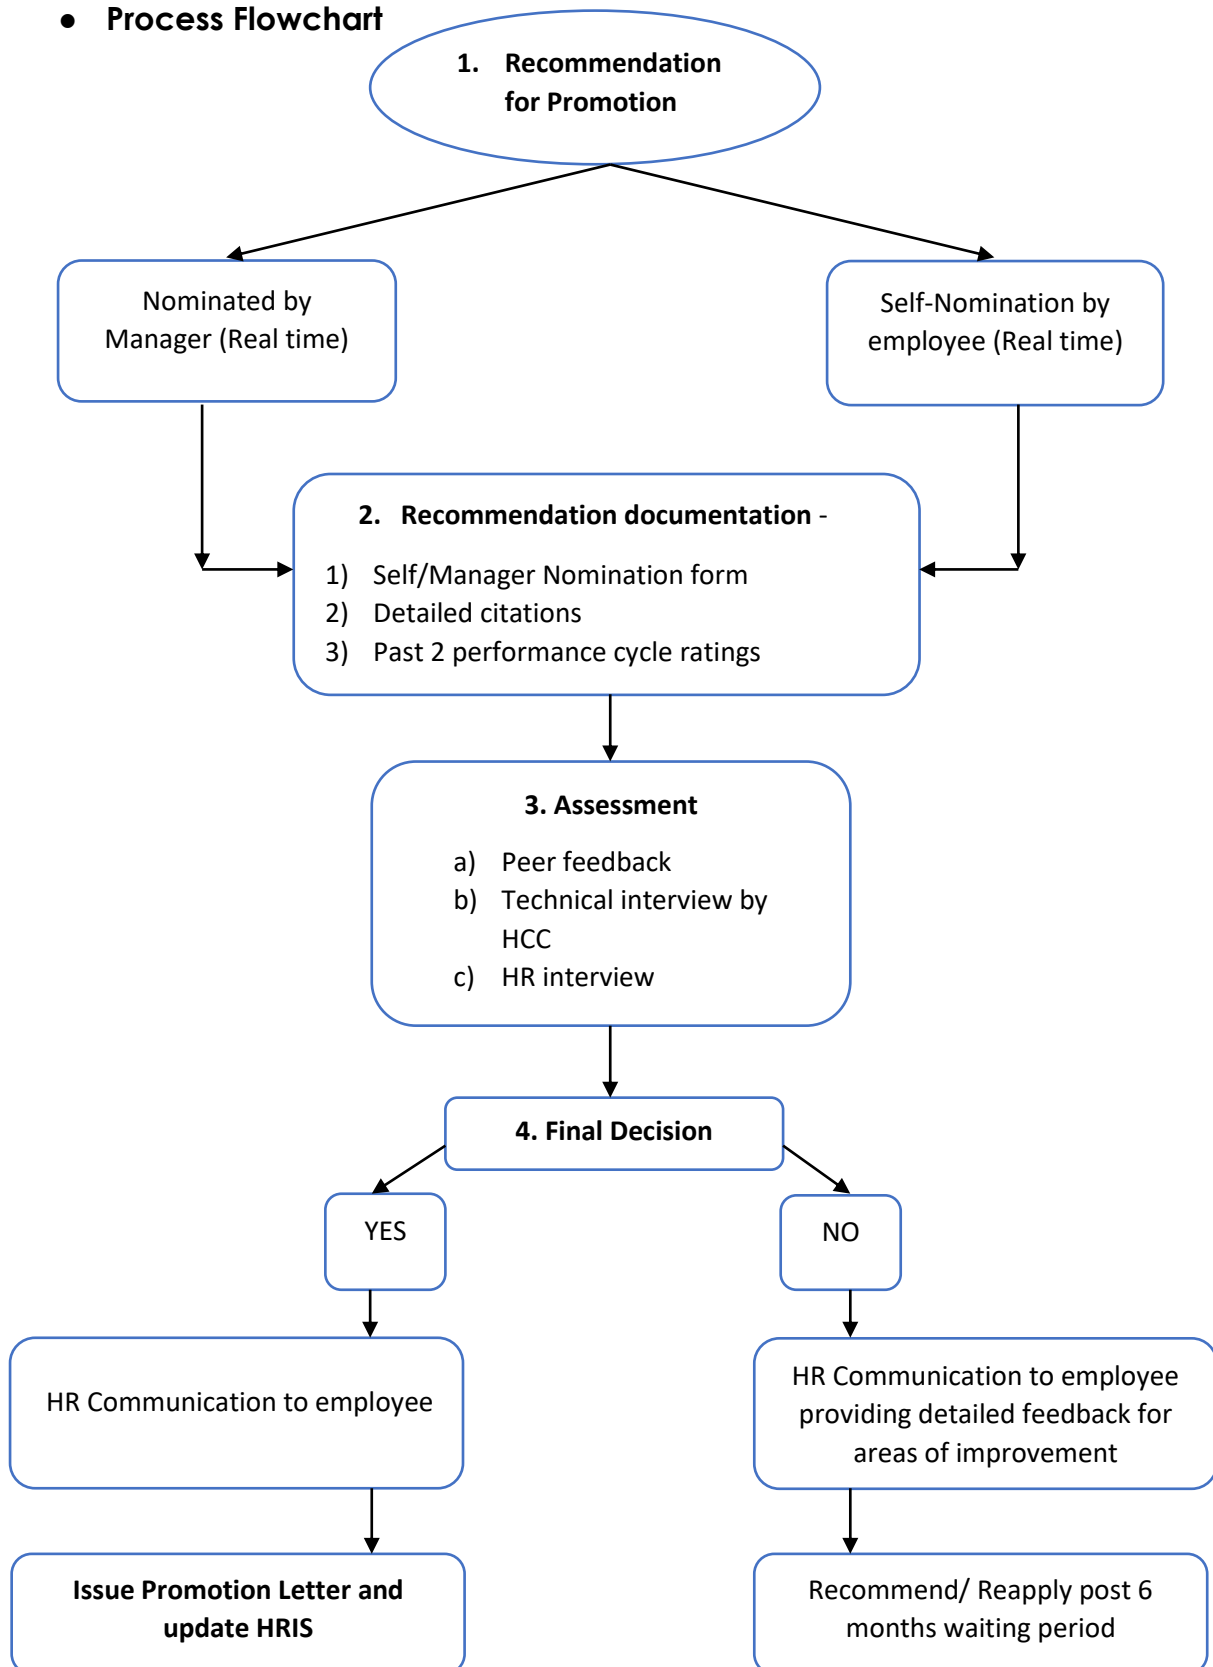 ● Process Flowchart
1. Recommendation
for Promotion
Nominated by
Manager (Real time)
Self-Nomination by
employee (Real time)
2. Recommendation documentation -
1) Self/Manager Nomination form
2) Detailed citations
3) Past 2 performance cycle ratings
3. Assessment
a) Peer feedback
b) Technical interview by
HCC
c) HR interview
4. Final Decision
YES
NO
HR Communication to employee
HR Communication to employee
providing detailed feedback for
areas of improvement
Issue Promotion Letter and
update HRIS
Recommend/ Reapply post 6
months waiting period